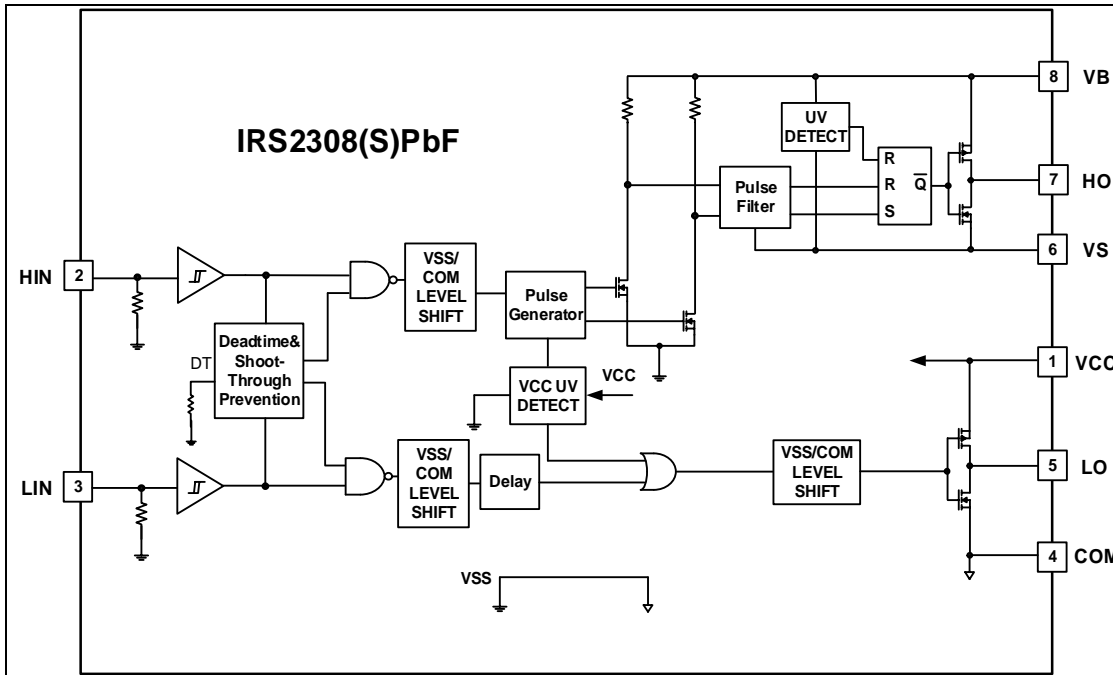 IRS2308(S)PbF
8
VB
UV
DETECT
R
R
S
Q
Pulse
Filter
7
HO
6
VS
HIN
2
VSS/
COM
LEVEL
SHIFT
Pulse
Generator
Deadtime&
Shoot-
Through
Prevention
DT
VCC UV
DETECT
VCC
1
VCC
LIN
3
VSS/
COM
LEVEL
SHIFT
Delay
VSS/COM
LEVEL
SHIFT
5
LO
4
COM
VSS